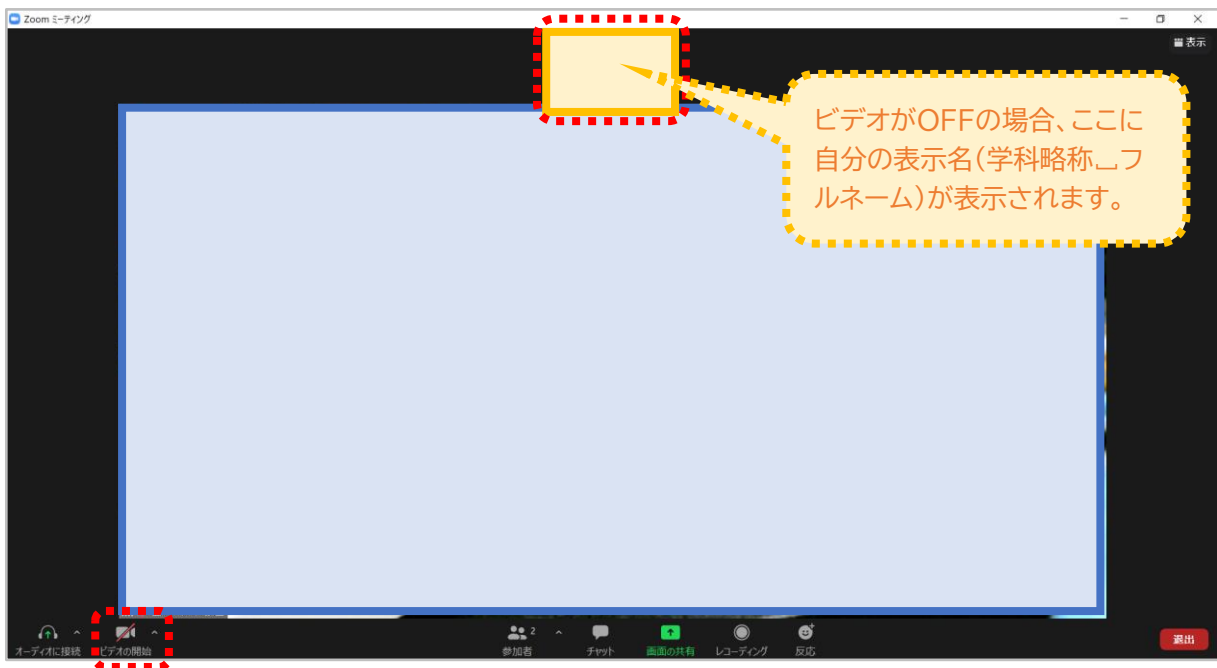 Zoom ミーティング
表示
ビデオがOFFの場合、ここに
自分の表示名(学科略称＿フ
ルネーム)が表示されます。
オーディオに接続
ビデオの開始
2
参加者
チャット
画面の共有
レコーディング
反応
退出